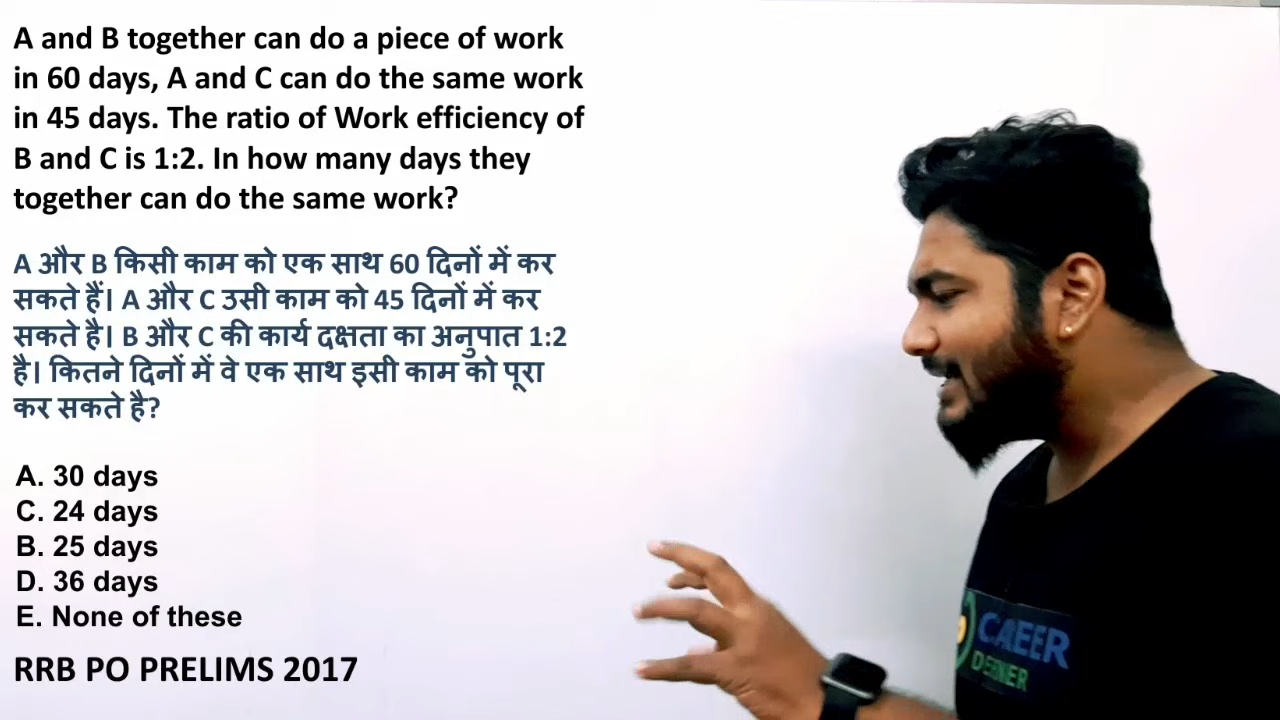 A and B together can do a piece of work
in 60 days, A and C can do the same work
in 45 days. The ratio of Work efficiency of
B and C is 1:2. In how many days they
together can do the same work?
A और B किसी काम को एक साथ 60 दिनों में कर
सकते हैं। A और C उसी काम को 45 दिनों में कर
सकते है। B और C की कार्य दक्षता का अनुपात 1:2
है। कितने दिनों में वे एक साथ इसी काम को पूरा
कर सकते है?
A. 30 days
C. 24 days
B. 25 days
D. 36 days
E. None of these
RRB PO PRELIMS 2017